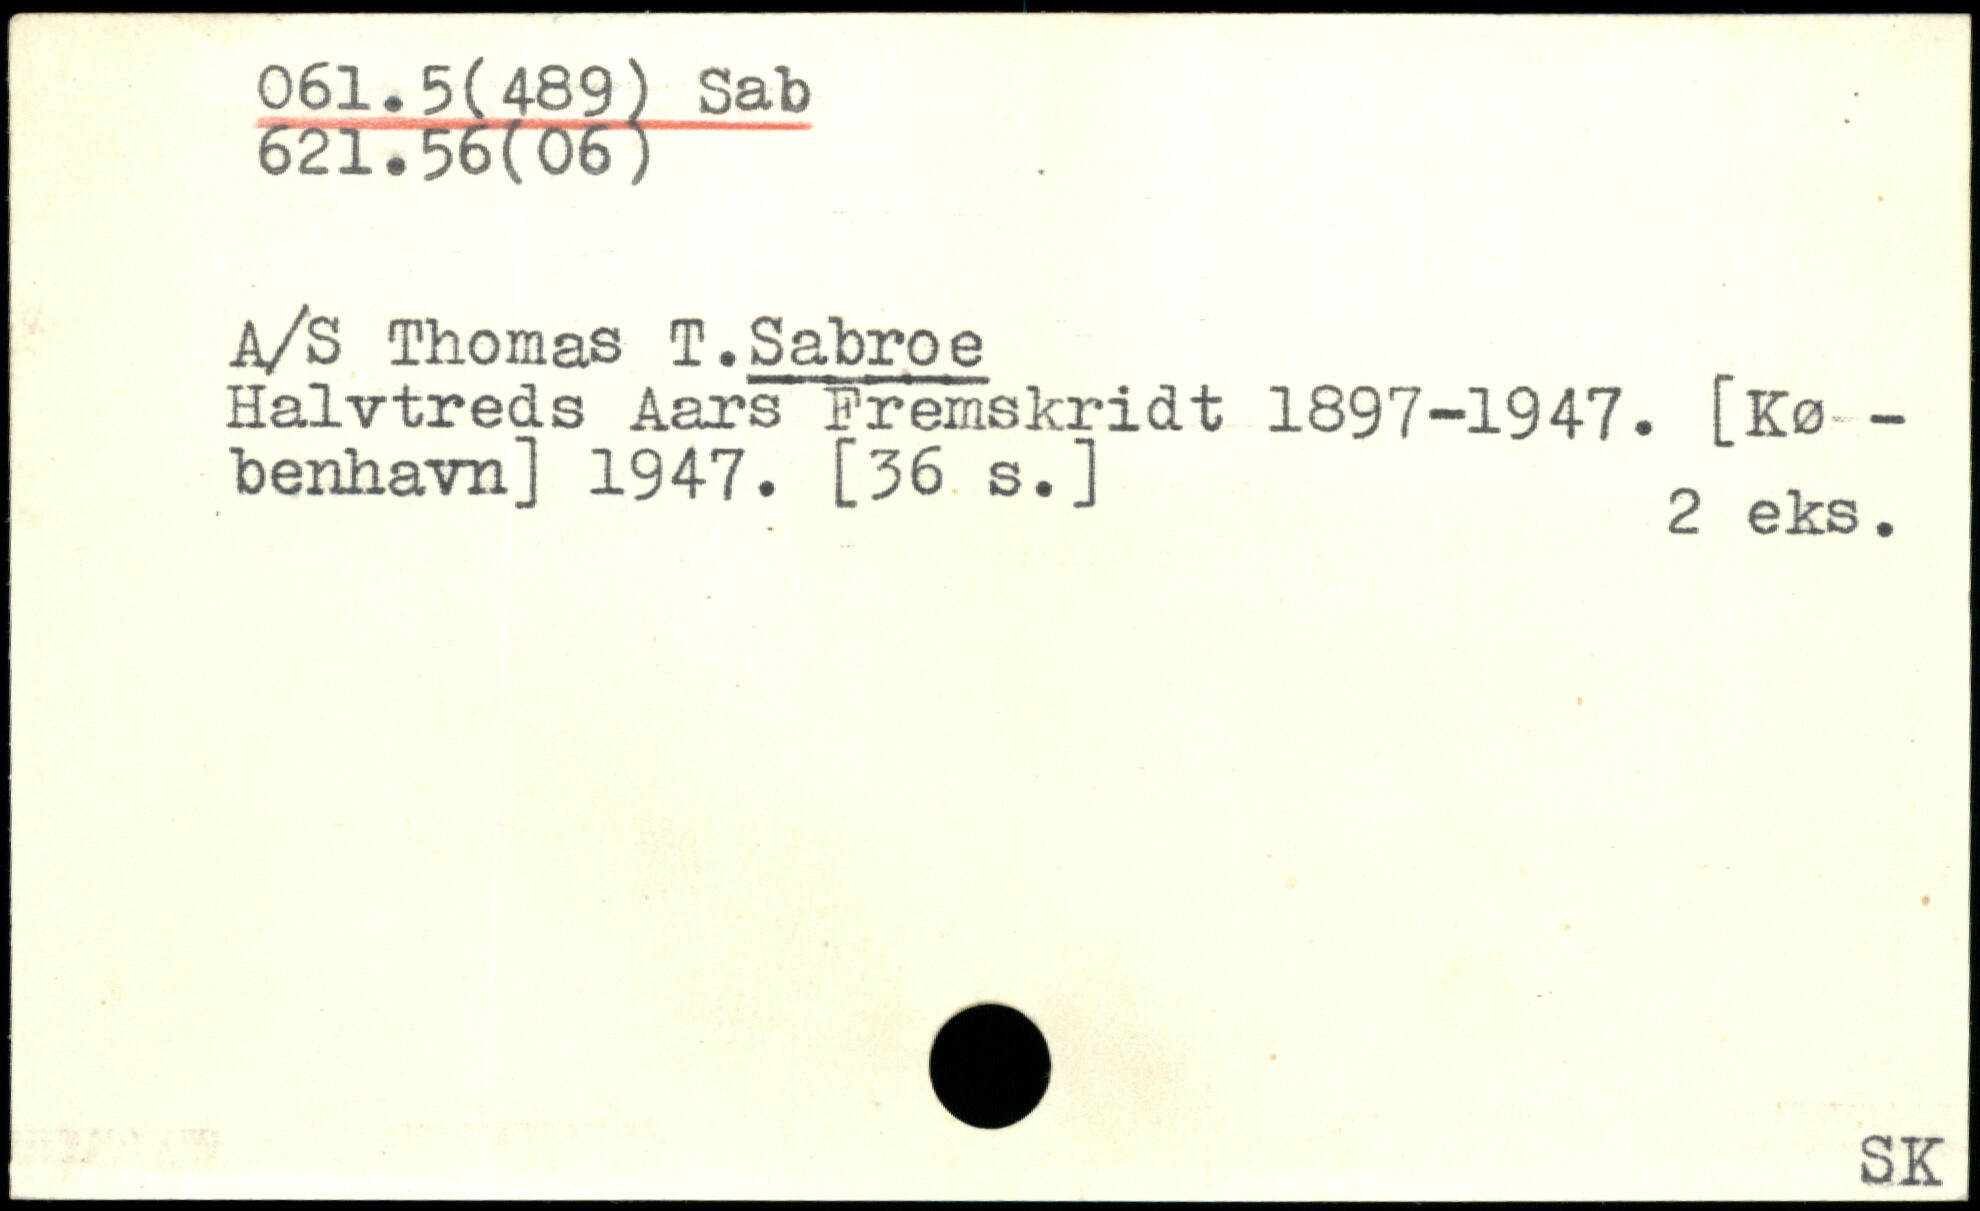 061.5(489) Sab
621.56(06)
A/S Thomas T.Sabroe
Halvtreds Aars Fremskridt 1897-1947. [Kø-
benhavn] 1947. [36 s.]
2 eks.
SK